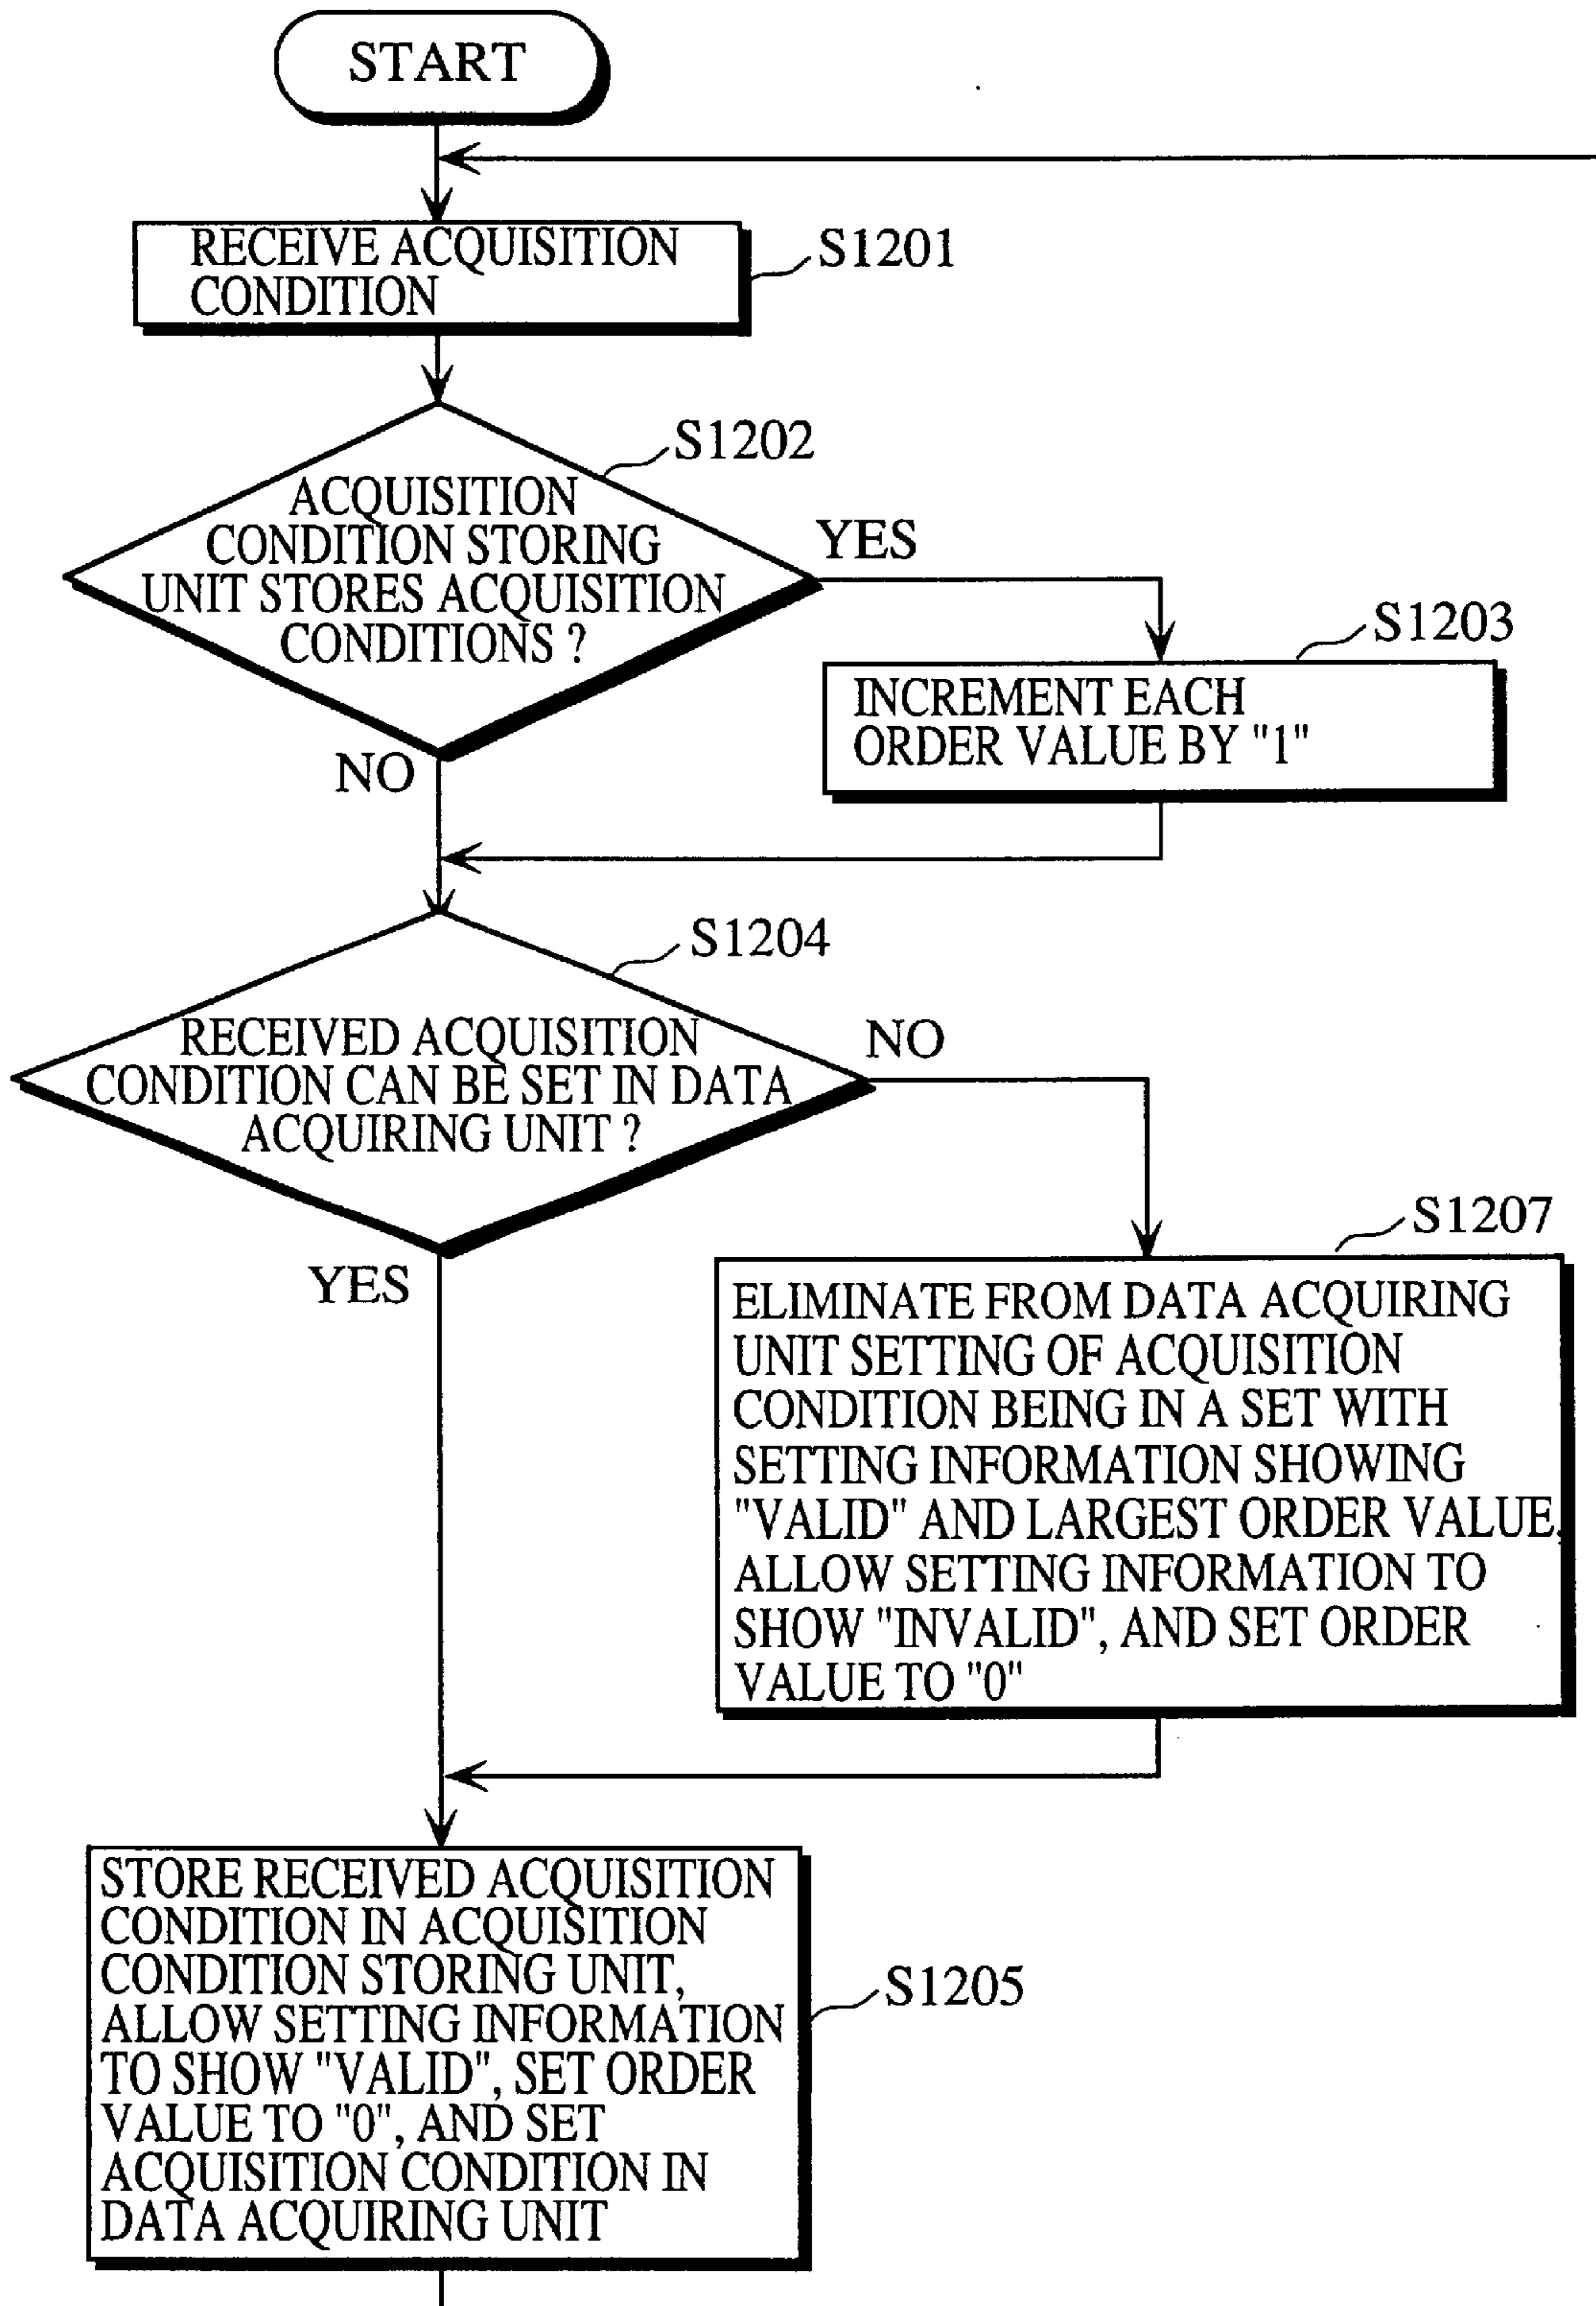 START
RECEIVE ACQUISITION
CONDITION
S1201
S1202
ACQUISITION
CONDITION STORING
UNIT STORES ACQUISITION
CONDITIONS ?
YES
NO
S1203
INCREMENT EACH
ORDER VALUE BY "1"
S1204
RECEIVED ACQUISITION
CONDITION CAN BE SET IN DATA
ACQUIRING UNIT ?
NO
YES
S1207
ELIMINATE FROM DATA ACQUIRING
UNIT SETTING OF ACQUISITION
CONDITION BEING IN A SET WITH
SETTING INFORMATION SHOWING
"VALID" AND LARGEST ORDER VALUE.
ALLOW SETTING INFORMATION TO
SHOW "INVALID", AND SET ORDER
VALUE TO "0"
STORE RECEIVED ACQUISITION
CONDITION IN ACQUISITION
CONDITION STORING UNIT,
ALLOW SETTING INFORMATION
TO SHOW "VALID", SET ORDER
VALUE TO "0", AND SET
ACQUISITION CONDITION IN
DATA ACQUIRING UNIT
S1205